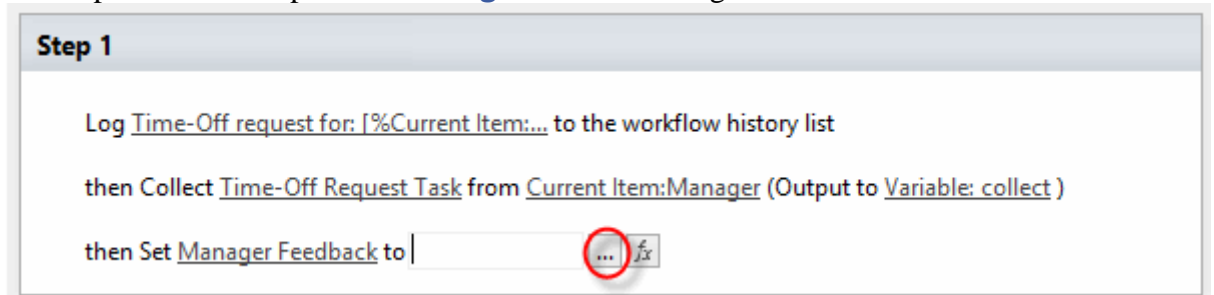 Step 1
Log Time-Off request for: [%Current Item:... to the workflow history list
then Collect Time-Off Request Task from Current Item:Manager (Output to Variable: collect )
then Set Manager Feedback to ... fx